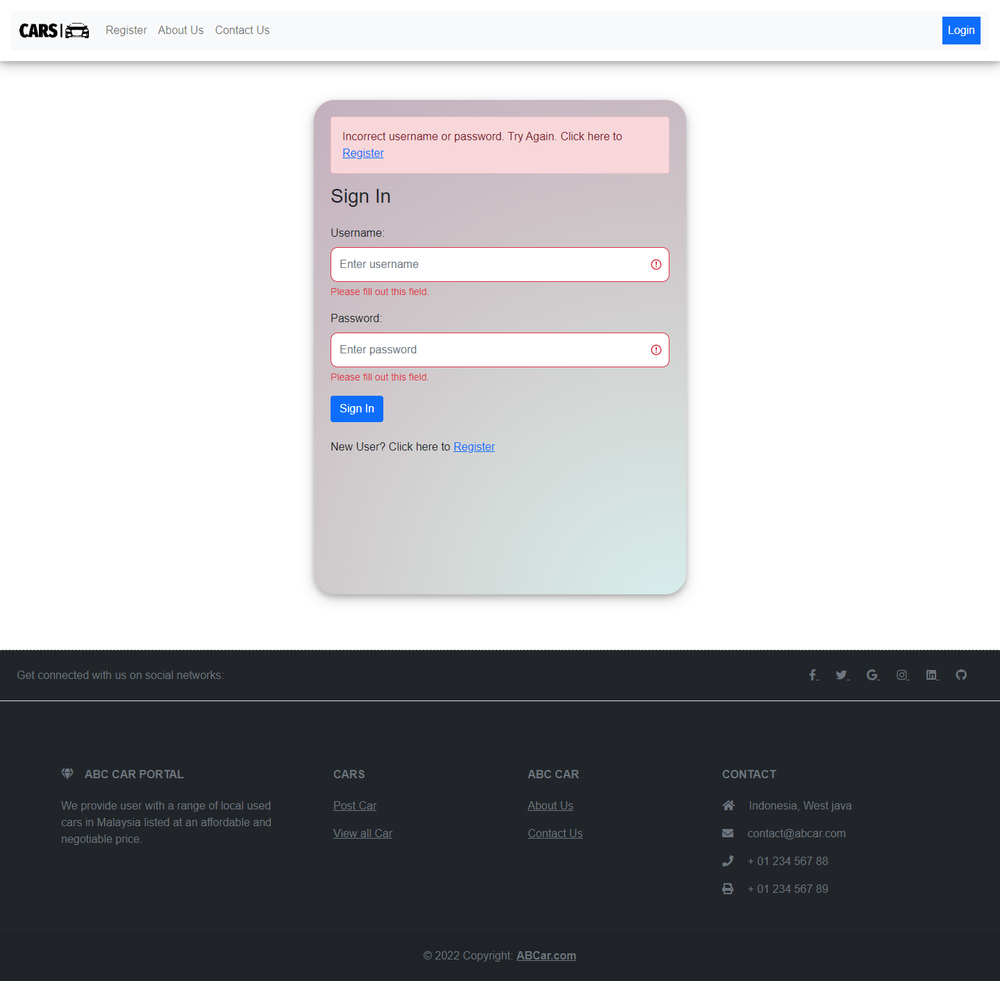 CARS
Register
About Us
Contact Us
Login
Incorrect username or password. Try Again. Click here to
Register
Sign In
Username:
Enter username
Please fill out this field.
Password:
Enter password
Please fill out this field.
Sign In
New User? Click here to Register
Get connected with us on social networks:
ABC CAR PORTAL
We provide user with a range of local used
cars in Malaysia listed at an affordable and
negotiable price.
CARS
Post Car
View all Car
ABC CAR
About Us
Contact Us
CONTACT
Indonesia, West java
contact@abcar.com
+ 01 234 567 88
+ 01 234 567 89
© 2022 Copyright: ABCar.com